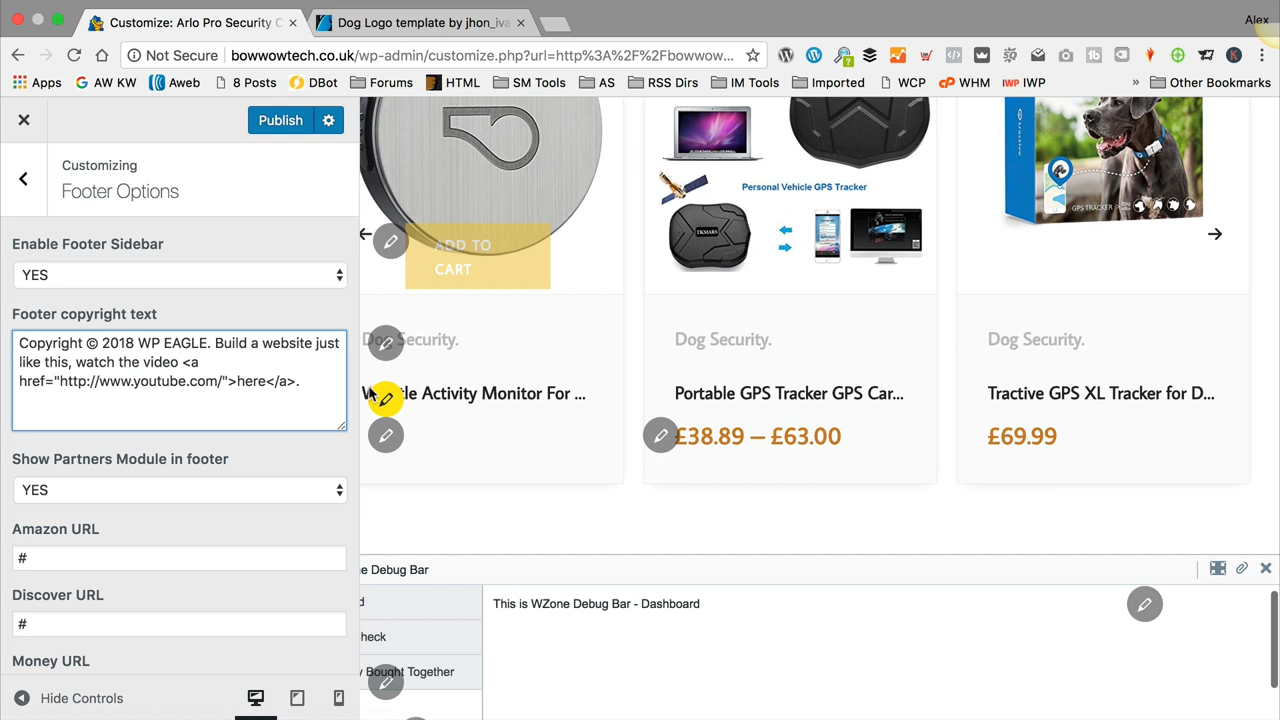 Customize: Arlo Pro Security C
Dog Logo template by jhon_iva
Alex
Not Secure
bowwowtech.co.uk/wp-admin/customize.php?url=http%3A%2F%2Fbowwow...
Apps
AW KW
Aweb
8 Posts
DBot
Forums
HTML
SM Tools
AS
RSS Dirs
IM Tools
Imported
WCP
WHM
IWP
IWP
»
Other Bookmarks
Publish
Customizing
Footer Options
Enable Footer Sidebar
YES
Footer copyright text
Copyright © 2018 WP EAGLE. Build a website just
like this, watch the video <a
href="http://www.youtube.com/">here</a>.
Show Partners Module in footer
YES
Amazon URL
#
Discover URL
#
Money URL
Hide Controls
ADD TO
CART
Personal Vehicle GPS Tracker
TKMARS
GPS TRACKER
Dog Security.
Dog Security.
Dog Security.
Activity Monitor For ...
Portable GPS Tracker GPS Car...
Tractive GPS XL Tracker for D...
£38.89 – £63.00
£69.99
e Debug Bar
d
heck
y Bought Together
This is WZone Debug Bar - Dashboard